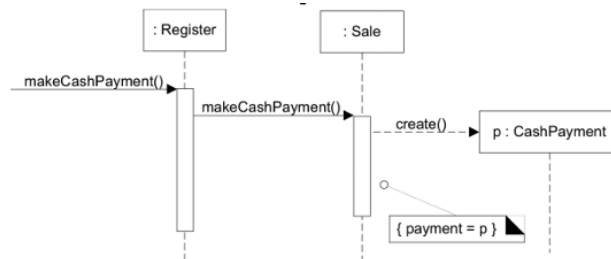 : Register
: Sale
makeCashPayment()
makeCashPayment()
create()
p : CashPayment
{ payment = p }